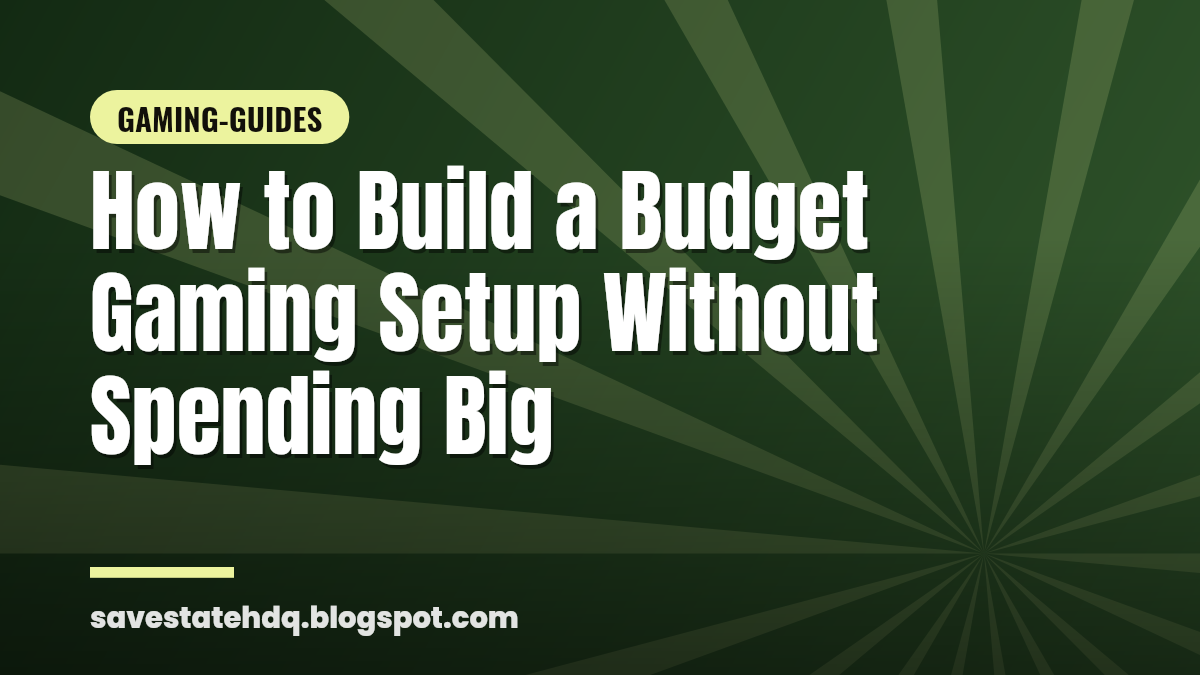 GAMING-GUIDES
How to Build a Budget
Gaming Setup Without
Spending Big
savestatehdq.blogspot.com